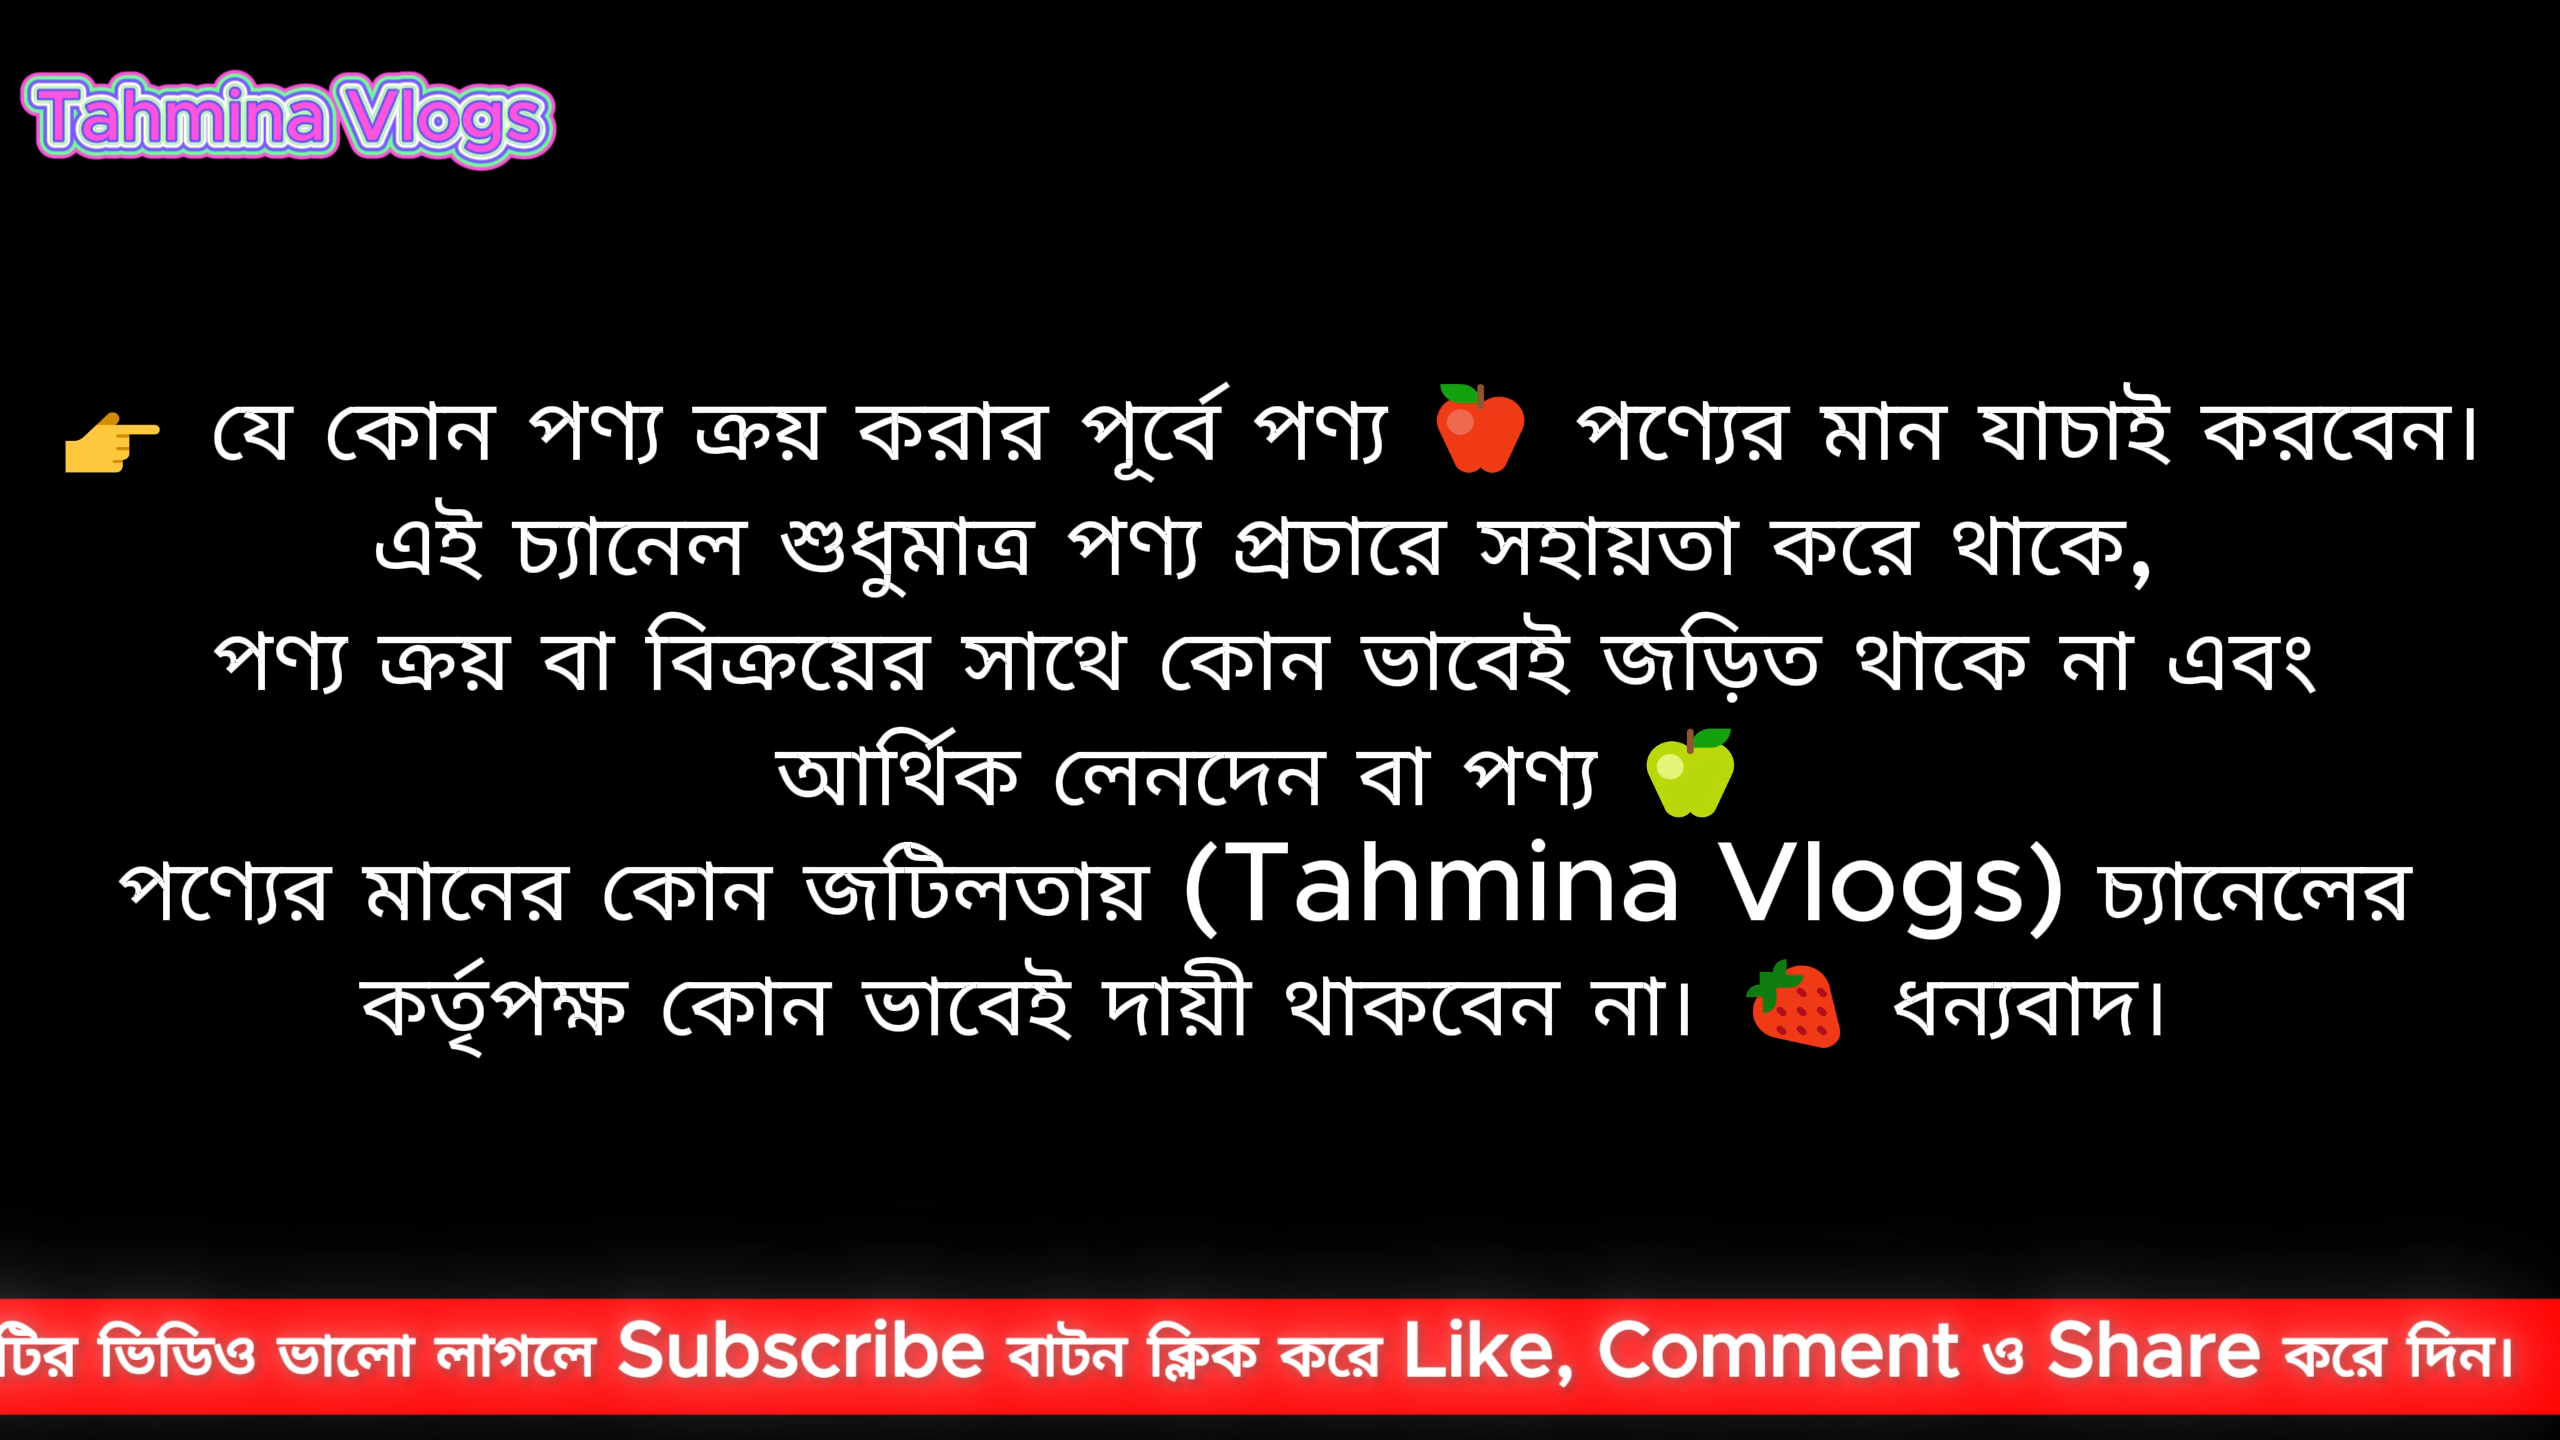 Tahmina Vlogs
👉 যে কোন পণ্য ক্রয় করার পূর্বে পণ্য 🍎 পণ্যের মান যাচাই করবেন।
এই চ্যানেল শুধুমাত্র পণ্য প্রচারে সহায়তা করে থাকে,
পণ্য ক্রয় বা বিক্রয়ের সাথে কোন ভাবেই জড়িত থাকে না এবং
আর্থিক লেনদেন বা পণ্য 🍏
পণ্যের মানের কোন জটিলতায় (Tahmina Vlogs) চ্যানেলের
কর্তৃপক্ষ কোন ভাবেই দায়ী থাকবেন না। 🍓 ধন্যবাদ।
টির ভিডিও ভালো লাগলে Subscribe বাটন ক্লিক করে Like, Comment ও Share করে দিন।